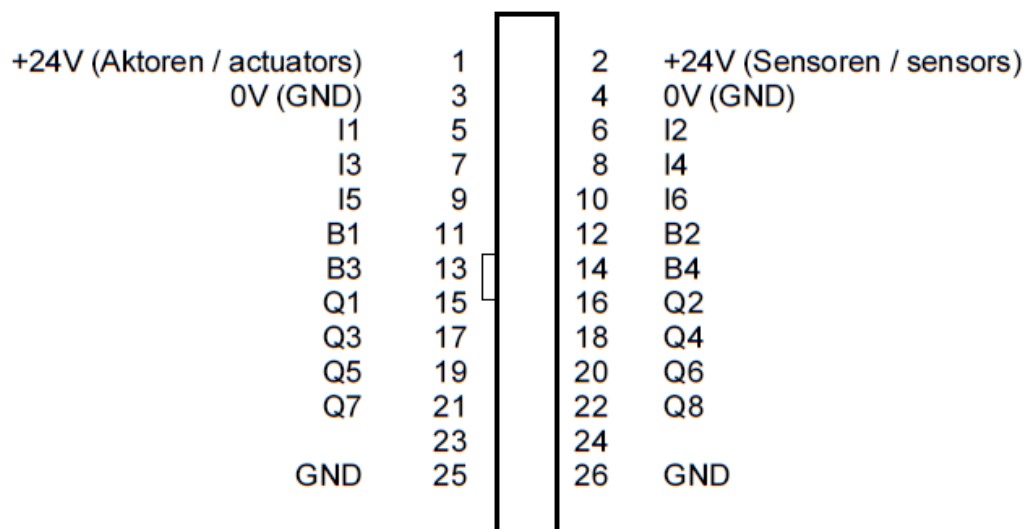 +24V (Aktoren / actuators) 1 2 +24V (Sensoren / sensors)
0V (GND) 3 4 0V (GND)
I1 5 6 I2
I3 7 8 I4
I5 9 10 I6
B1 11 12 B2
B3 13 14 B4
Q1 15 16 Q2
Q3 17 18 Q4
Q5 19 20 Q6
Q7 21 22 Q8
23 24
GND 25 26 GND